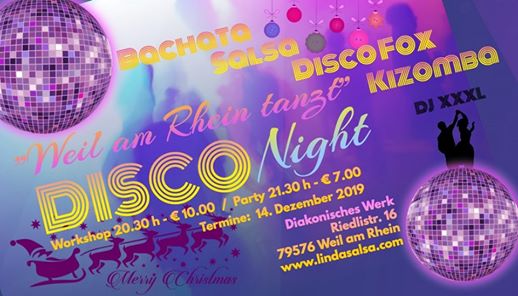 Bachata
Salsa
Disco Fox
Kizomba
DJ XXXL
„Weil am Rhein tanzt”
DISCO Night
Workshop 20.30 h - € 10.00 / Party 21.30 h - € 7.00
Termine: 14. Dezember 2019
Diakonisches Werk
Riedlistr. 16
79576 Weil am Rhein
www.lindasalsa.com
Merry Christmas